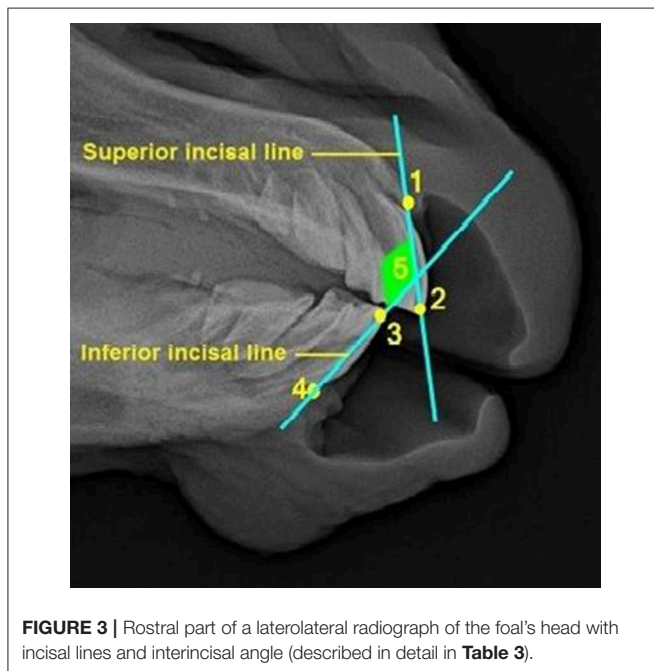 Superior incisal line
1
5
2
3
Inferior incisal line
4
FIGURE 3 | Rostral part of a laterolateral radiograph of the foal's head with
incisal lines and interincisal angle (described in detail in Table 3).